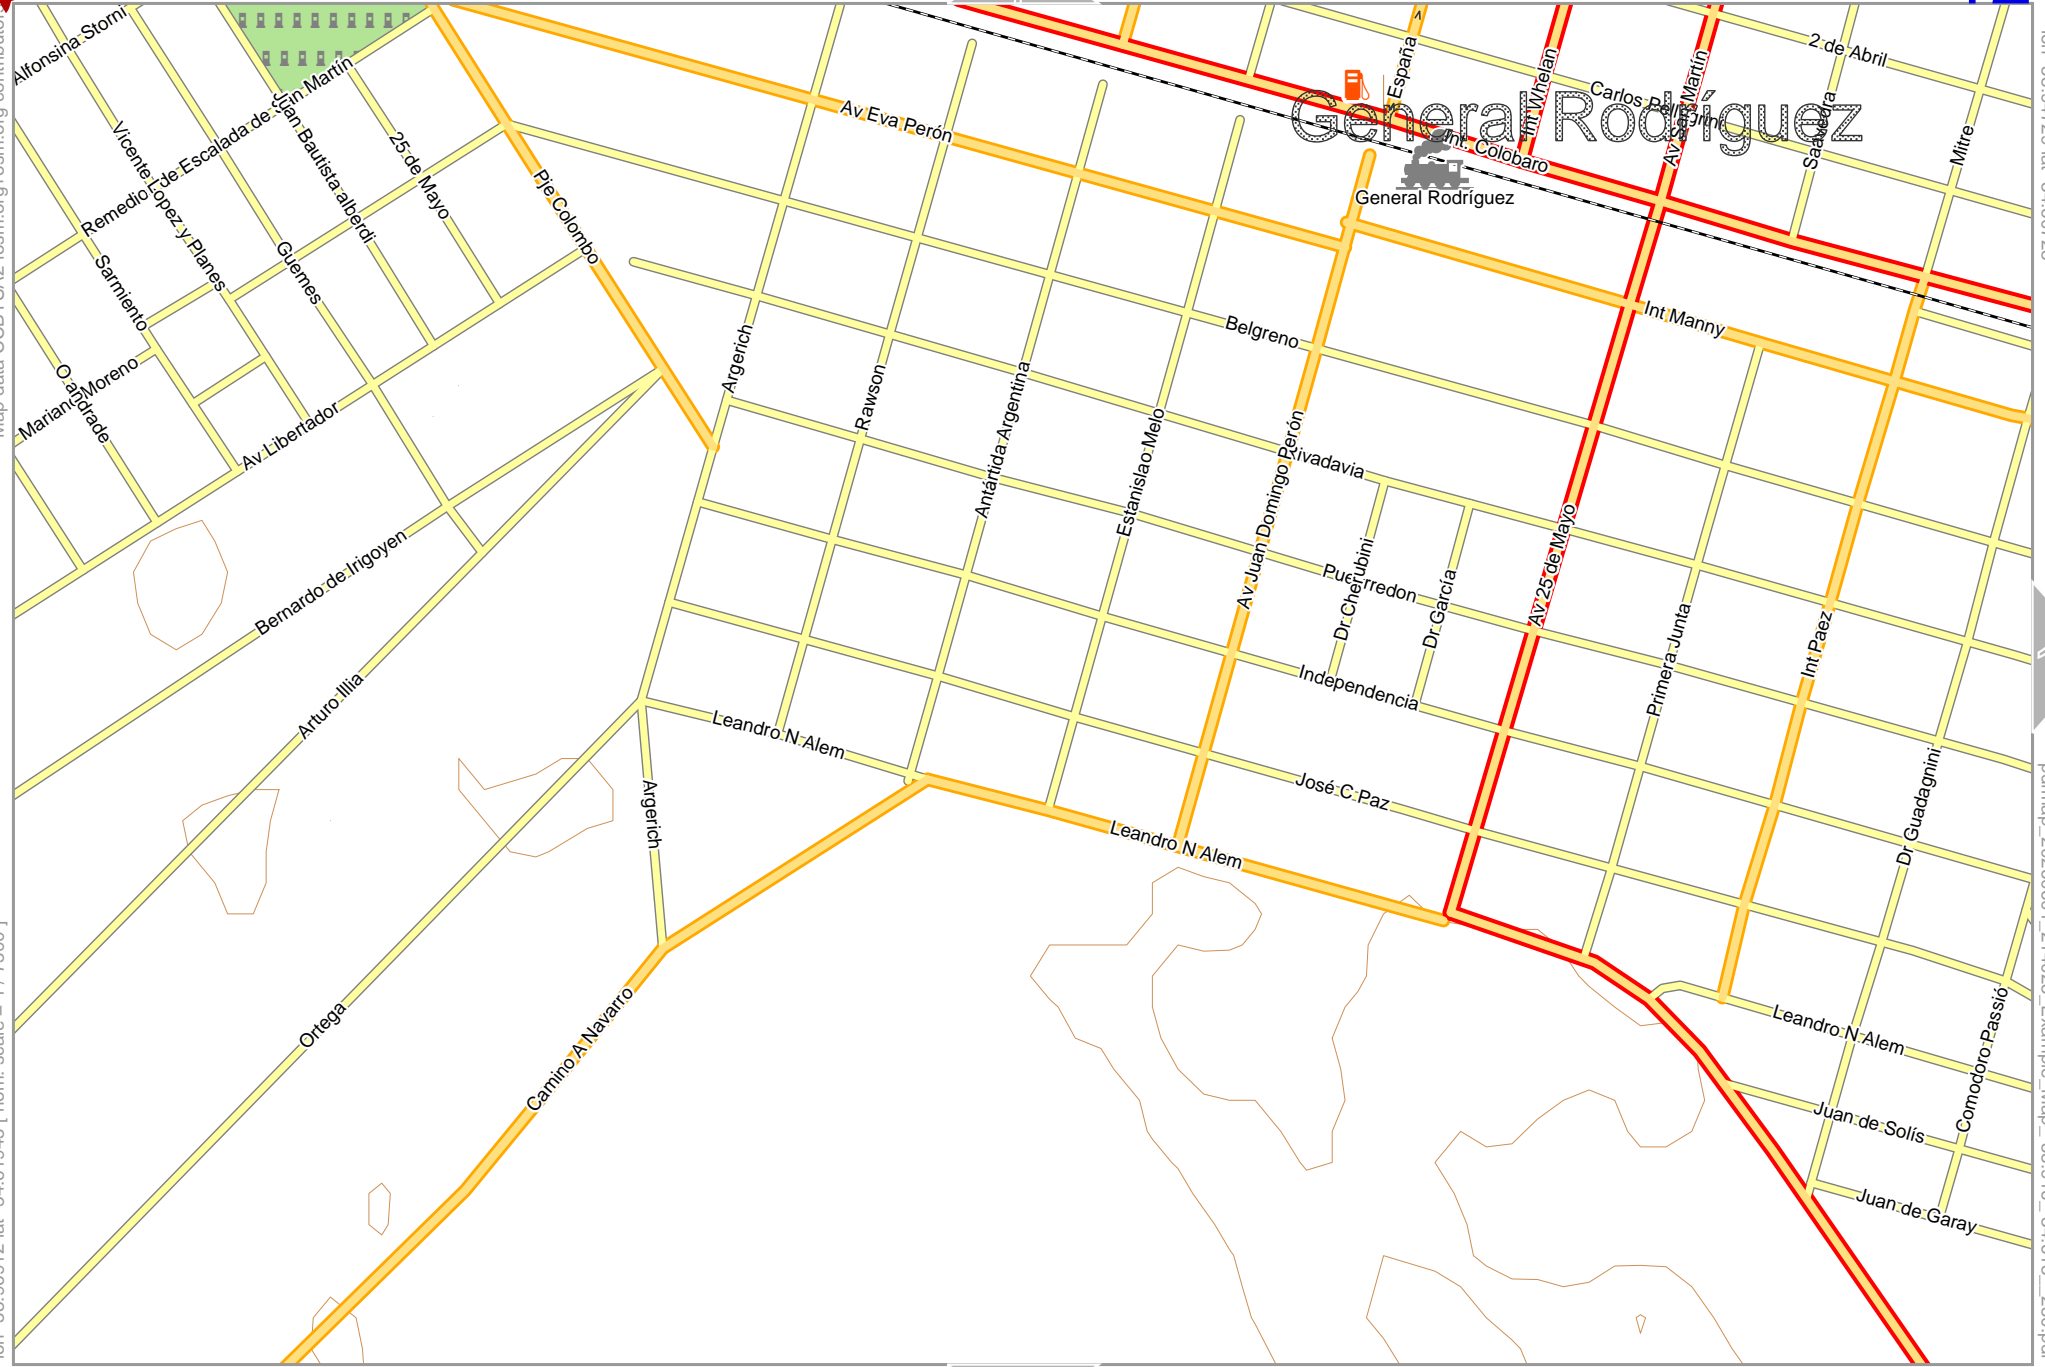 Alfonsina Storni
2 de Abril
España
Int Whelan
Av San Martín
Carlos Pellegrini
Saavedra
Mitre
General Rodríguez
Int. Colobaro
General Rodríguez
Av Eva Perón
Remedio I de Escalada de San Martín
Juan Bautista alberdi
25 de Mayo
Vicente Lopez y Planes
Pje Colombo
Guemes
Sarmiento
Int Manny
Belgreno
Argerich
Rawson
Antártida Argentina
Estanislao Melo
O andrade
Mariano Moreno
Av Libertador
Rivadavia
Av Juan Domingo Perón
Dr Cherubini
Dr García
Av 25 de Mayo
Pueyrredon
Bernardo de Irigoyen
Primera Junta
Int Paez
Independencia
Arturo Illia
Leandro N Alem
José C Paz
Dr Guadagnini
Argerich
Leandro N Alem
Ortega
Camino A Navarro
Leandro N Alem
Comodoro Passió
Juan de Solís
Juan de Garay